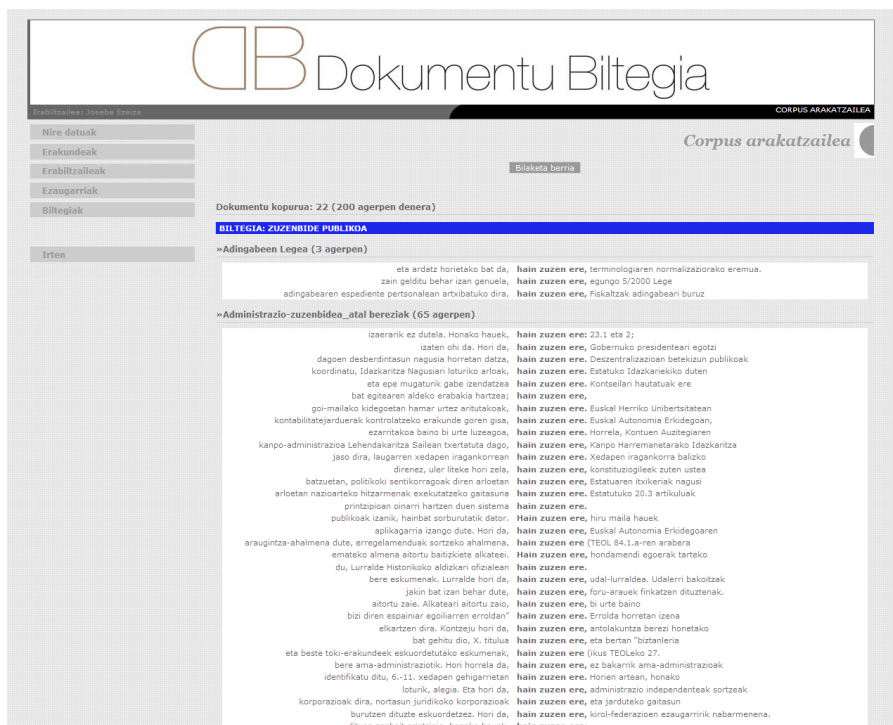 DB Dokumentu Biltegia
Erabiltzailea: Joseba Ezeiza
CORPUS ARAKATZAILEA
Nire datuak
Erakundeak
Erabiltzaileak
Ezaugarriak
Biltegiak
Irten
Corpus arakatzailea
Bilaketa berria
Dokumentu kopurua: 22 (200 agerpen denera)
BILTEGIA: ZUZENBIDE PUBLIKOA
»Adingabeen Legea (3 agerpen)
eta ardatz horietako bat da, hain zuzen ere, terminologiaren normalizaziorako eremua.
zain gelditu behar izan genuela, hain zuzen ere, egungo 5/2000 Lege
adingabearen espediente pertsonalean artxibatuko dira, hain zuzen ere, Fiskaltzak adingabeari buruz
»Administrazio-zuzenbidea_atal bereziak (65 agerpen)
izaerarik ez dutela. Honako hauek, hain zuzen ere: 23.1 eta 2;
izaten ohi da. Hori da, hain zuzen ere, Gobernuko presidenteari egotzi
dagoen desberdintasun nagusia horretan datza, hain zuzen ere. Deszentralizazioan betekizun publikoak
koordinatu, Idazkaritza Nagusiari loturiko arloak, hain zuzen ere. Estatuko Idazkariekiko duten
eta epe mugaturik gabe izendatzea hain zuzen ere. Kontseilari hautatuak ere
bat egitearen aldeko erabakia hartzea; hain zuzen ere,
goi-mailako kidegoetan hamar urtez aritutakoak, hain zuzen ere. Euskal Herriko Unibertsitatean
kontabilitatejarduerak kontrolatzeko erakunde goren gisa, hain zuzen ere. Euskal Autonomia Erkidegoan,
ezarritakoa baino bi urte luzeagoa, hain zuzen ere. Horrela, Kontuen Auzitegiaren
kanpo-administrazioa Lehendakaritza Sailean txertatuta dago, hain zuzen ere, Kanpo Harremanetarako Idazkaritza
jaso dira, laugarren xedapen iragankorrean hain zuzen ere. Xedapen iragankorra balizko
direnez, uler liteke hori zela, hain zuzen ere, konstituziogileek zuten ustea
batzuetan, politikoki sentikorragoak diren arloetan hain zuzen ere. Estatuaren itxikeriak nagusi
arloetan nazioarteko hitzarmenak exekutatzeko gaitasuna hain zuzen ere. Estatutuko 20.3 artikuluak
printzipioan oinarri hartzen duen sistema hain zuzen ere.
publikoak izanik, hainbat sorburutatik dator. Hain zuzen ere, hiru maila hauek
aplikagarria izango dute. Hori da, hain zuzen ere, Euskal Autonomia Erkidegoaren
araugintza-ahalmena dute, erregelamenduak sortzeko ahalmena, hain zuzen ere (TEOL 84.1.a-ren arabera
emateko almena aitortu baitizkiete alkateei. Hain zuzen ere, hondamendi egoerak tarteko
du, Lurralde Historikoko aldizkari ofizialean hain zuzen ere.
bere eskumenak. Lurralde hori da, hain zuzen ere, udal-lurraldea. Udalerri bakoitzak
jakin bat izan behar dute, hain zuzen ere, foru-arauek finkatzen dituztenak.
aitortu zaie. Alkateari aitortu zaio, hain zuzen ere, bi urte baino
bizi diren espainiar egoiliarren erroldan" hain zuzen ere. Errolda horretan izena
elkartzen dira. Kontzeju hori da, hain zuzen ere, antolakuntza berezi honetako
bat gehitu dio, X. titulua hain zuzen ere, eta bertan "biztanleria
eta beste toki-erakundeek eskuordetutako eskumenak, hain zuzen ere (ikus TEOLeko 27.
bere ama-administraziotik. Hori horrela da, hain zuzen ere, ez bakarrik ama-administrazioak
identifikatu ditu, 6.-11. xedapen gehigarrietan hain zuzen ere. Horien artean, honako
loturik, alegia. Eta hori da, hain zuzen ere, administrazio independenteak sortzeak
korporazioak dira, nortasun juridikoko korporazioak hain zuzen ere, eta jarduteko gaitasun
burutzen dituzte eskuordetzez. Hori da, hain zuzen ere, kirol-federazioen ezaugarririk nabarmenena.